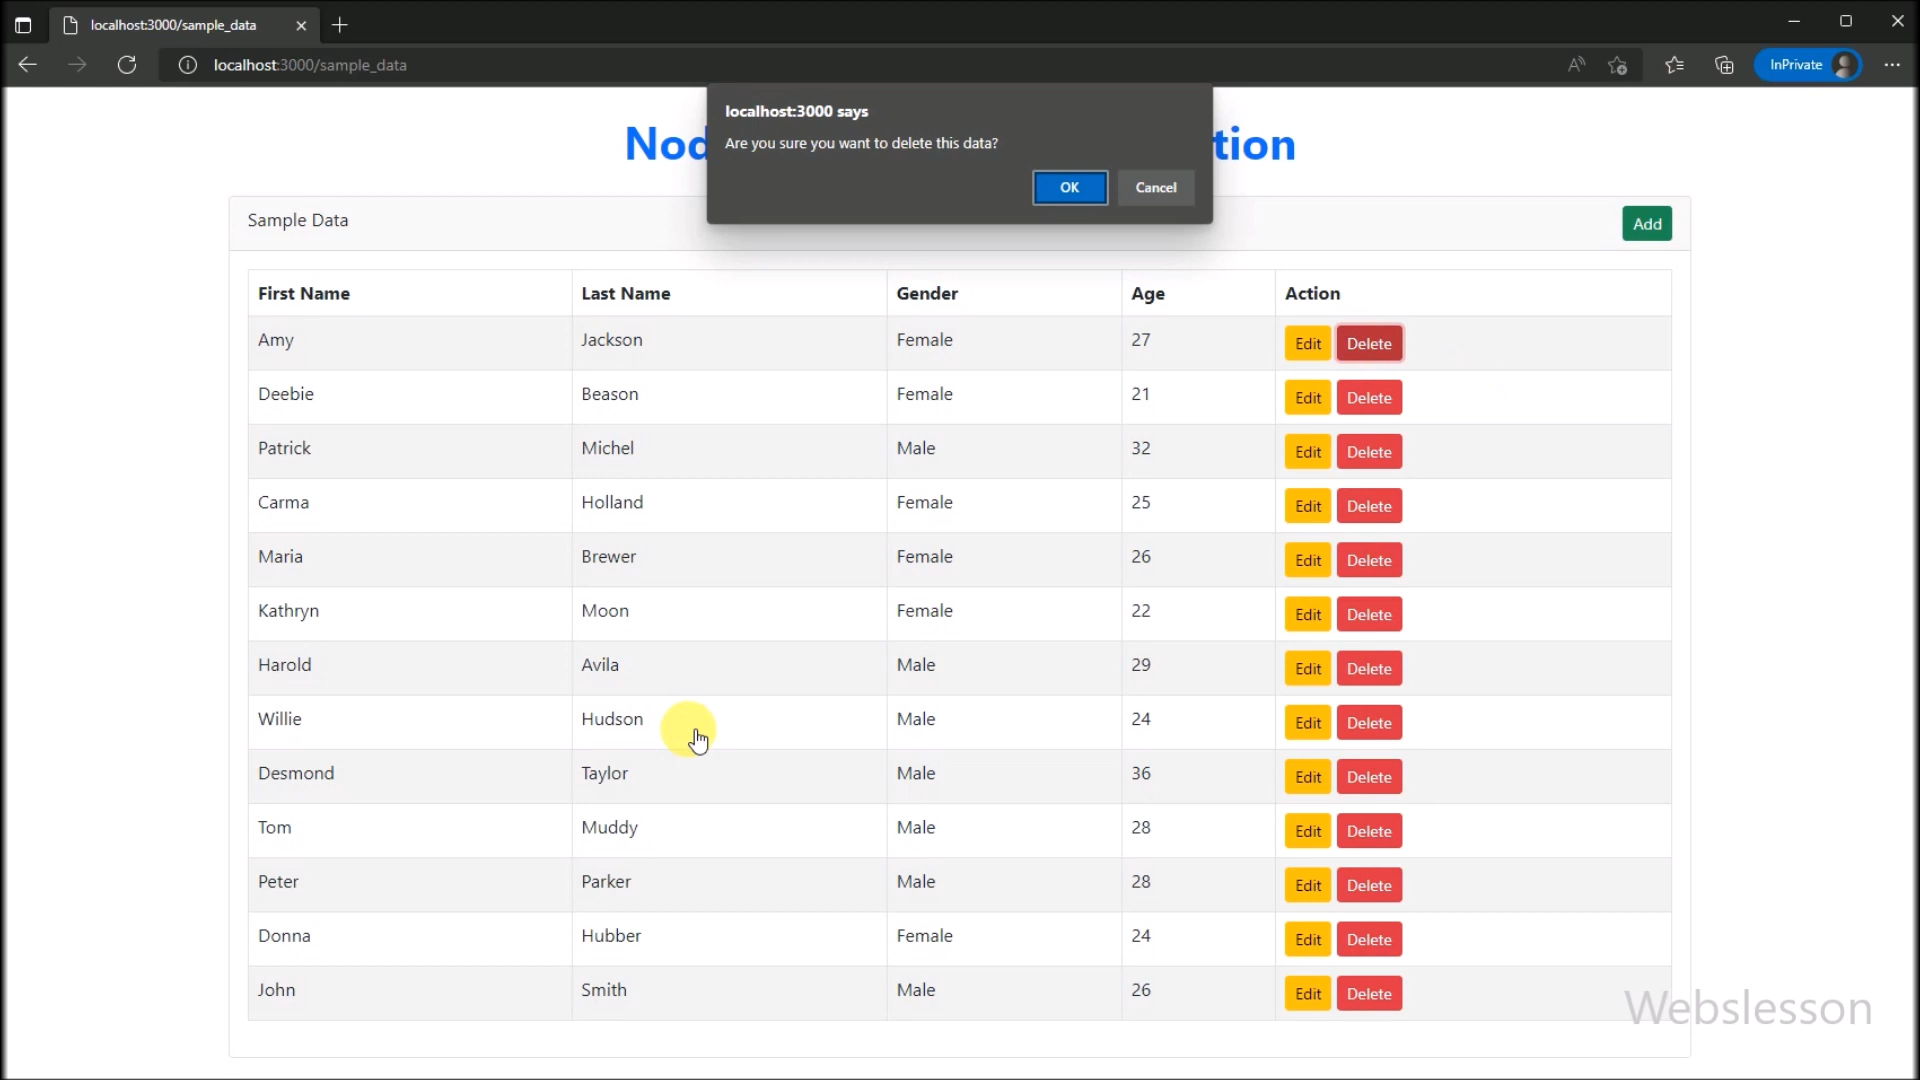 localhost:3000/sample_data
localhost:3000/sample_data
InPrivate
localhost:3000 says
Are you sure you want to delete this data?
OK Cancel
Nod tion
Sample Data Add
First Name Last Name Gender Age Action
Amy Jackson Female 27 Edit Delete
Deebie Beason Female 21 Edit Delete
Patrick Michel Male 32 Edit Delete
Carma Holland Female 25 Edit Delete
Maria Brewer Female 26 Edit Delete
Kathryn Moon Female 22 Edit Delete
Harold Avila Male 29 Edit Delete
Willie Hudson Male 24 Edit Delete
Desmond Taylor Male 36 Edit Delete
Tom Muddy Male 28 Edit Delete
Peter Parker Male 28 Edit Delete
Donna Hubber Female 24 Edit Delete
John Smith Male 26 Edit Delete
Webslesson